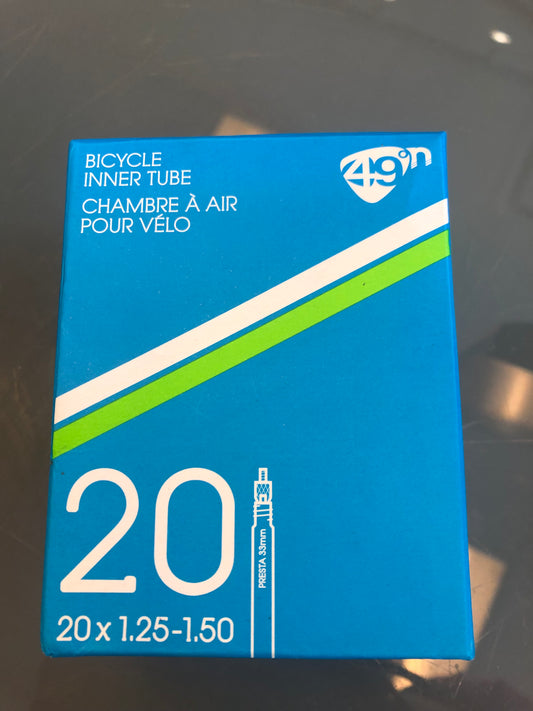 BICYCLE
INNER TUBE
CHAMBRE À AIR
POUR VÉLO
49°n
20
PRESTA 33mm
20 x 1.25-1.50